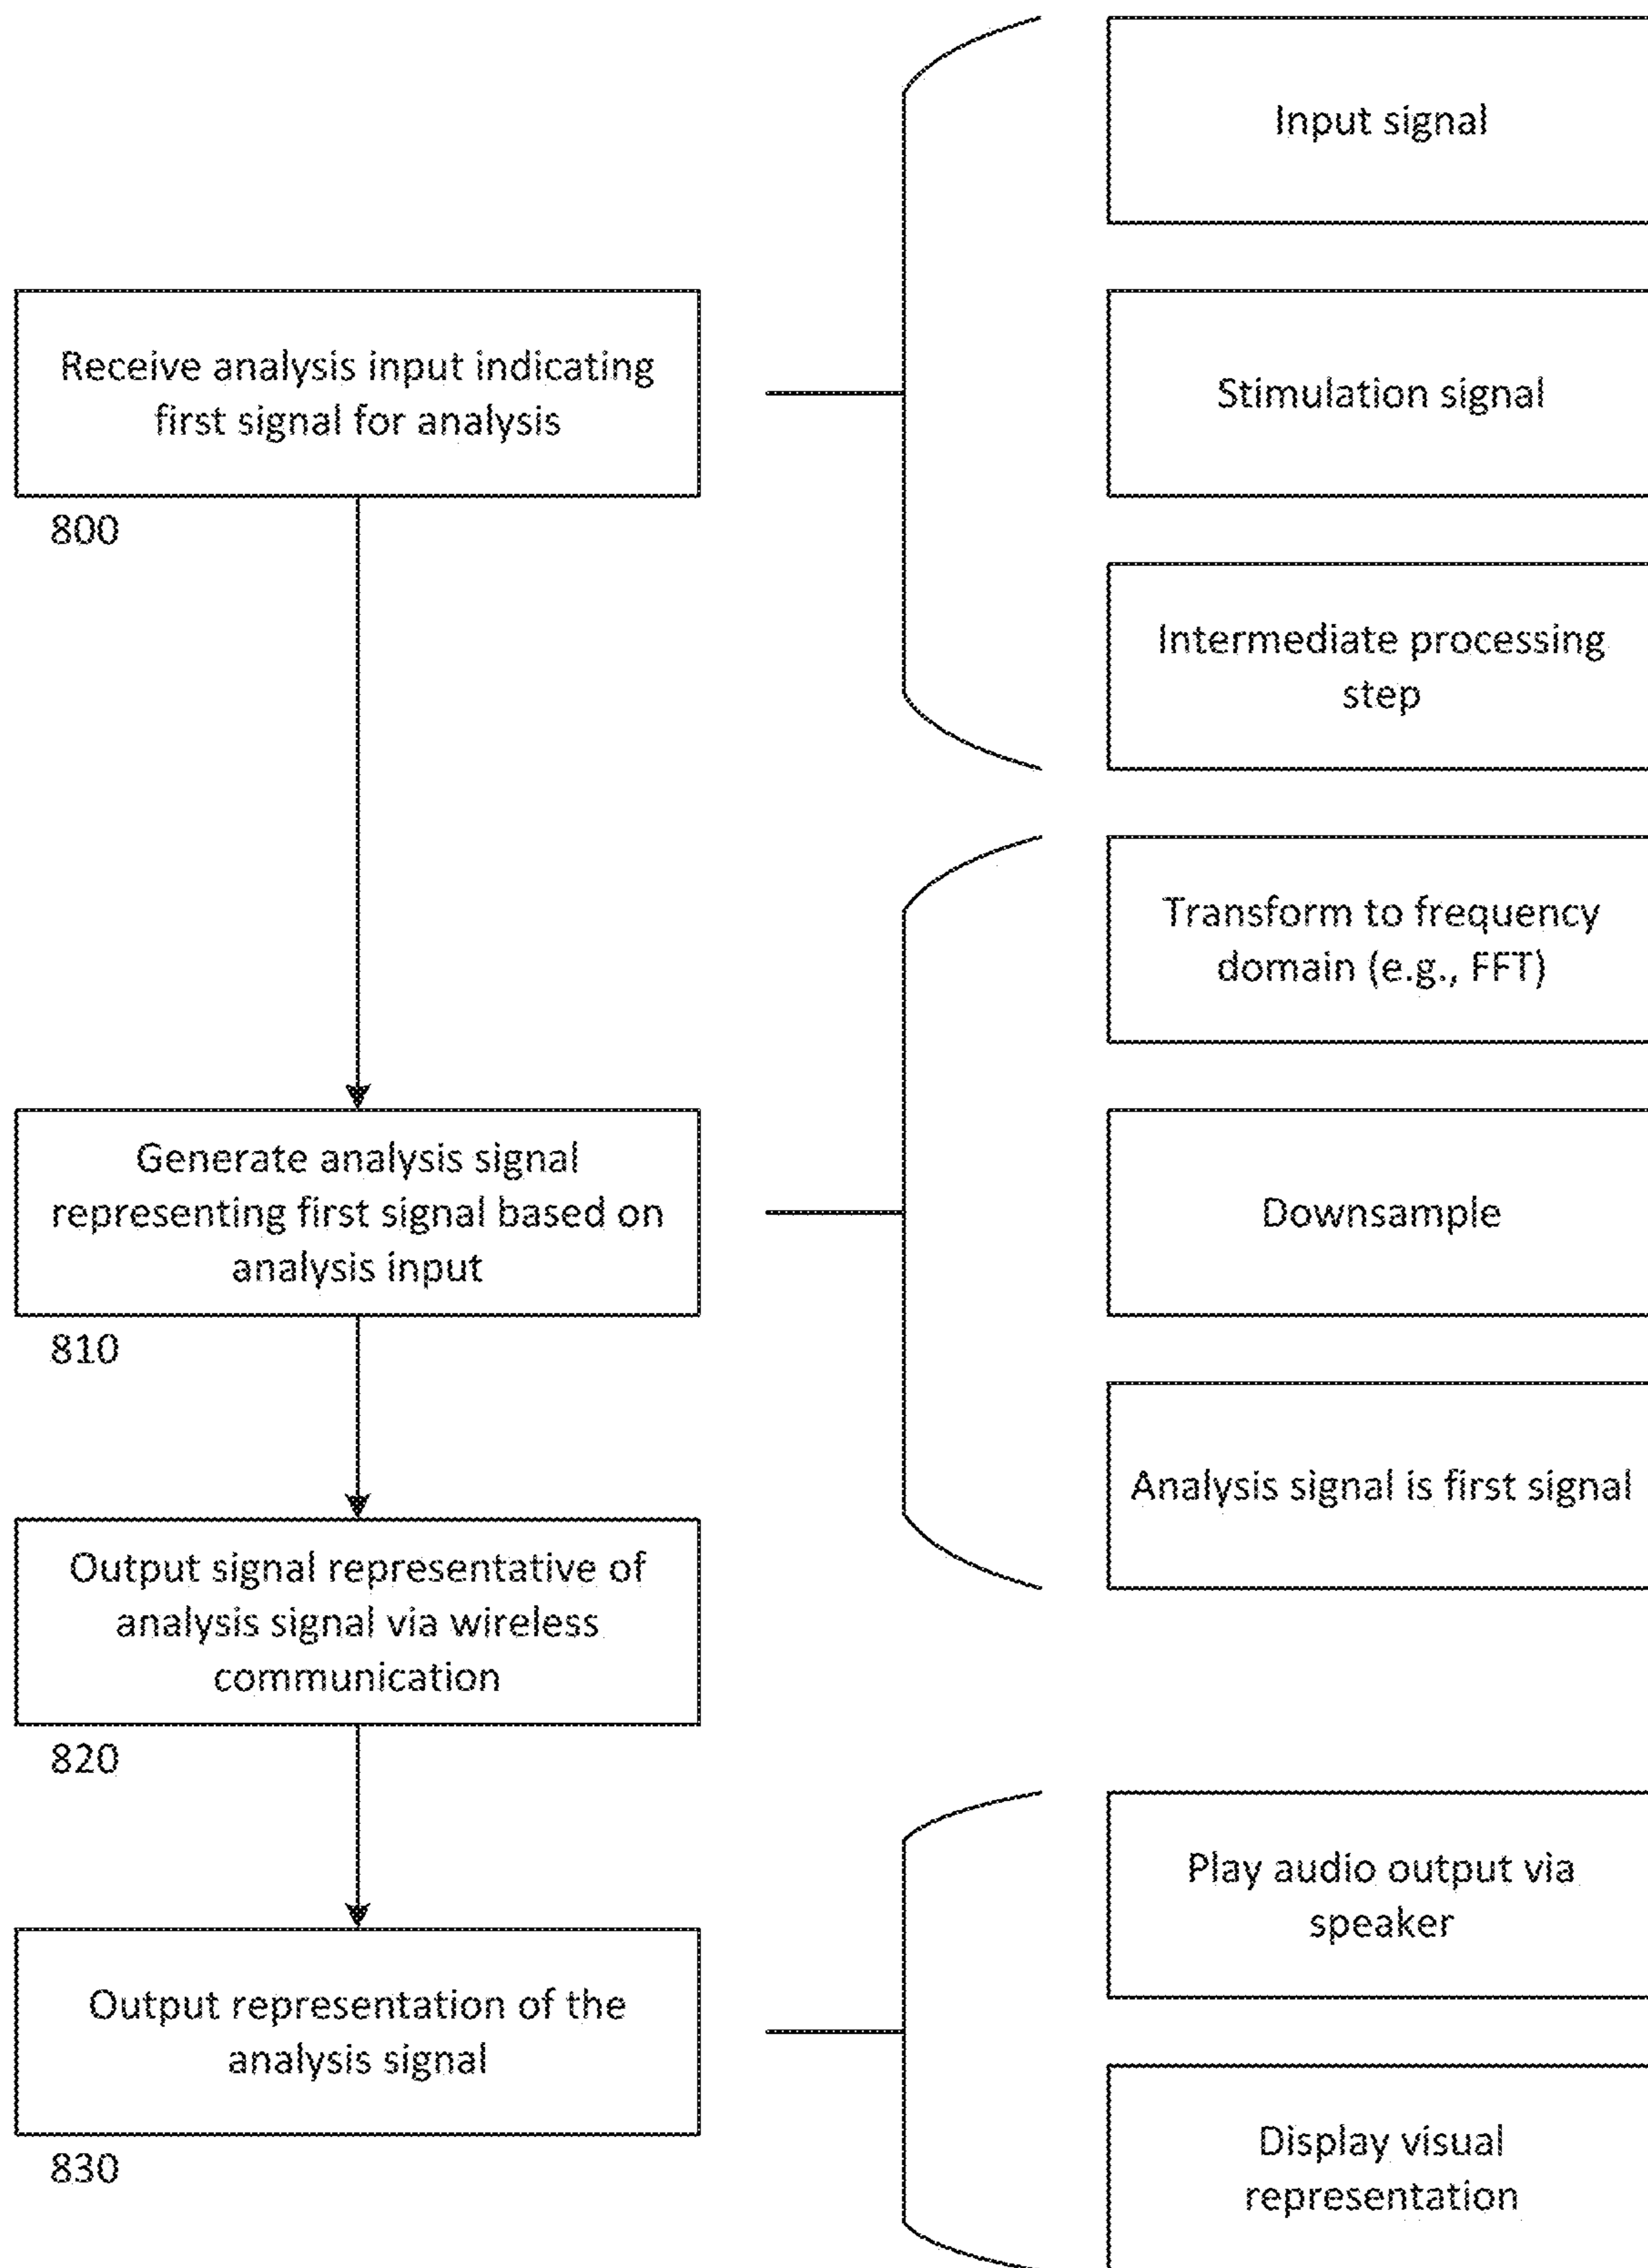 Input signal
Receive analysis input indicating
first signal for analysis
800
Stimulation signal
Intermediate processing
step
Transform to frequency
domain (e.g., FFT)
Generate analysis signal
representing first signal based on
analysis input
810
Downsample
Analysis signal is first signal
Output signal representative of
analysis signal via wireless
communication
820
Play audio output via
speaker
Output representation of the
analysis signal
830
Display visual
representation